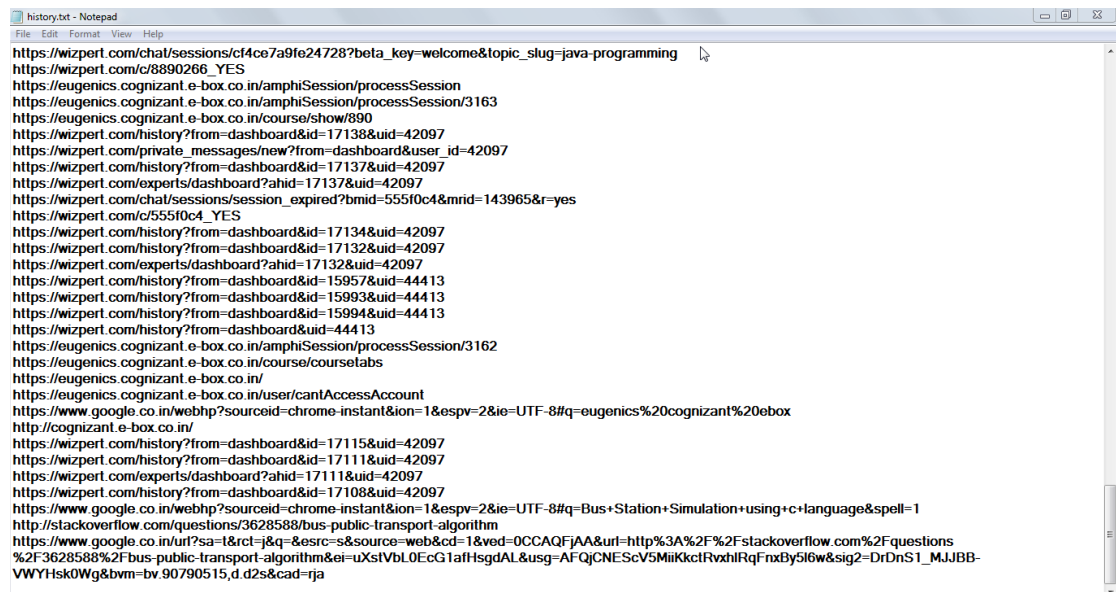 history.txt - Notepad
File Edit Format View Help
https://wizpert.com/chat/sessions/cf4ce7a9fe24728?beta_key=welcome&topic_slug=java-programming
https://wizpert.com/c/8890266_YES
https://eugenics.cognizant.e-box.co.in/amphiSession/processSession
https://eugenics.cognizant.e-box.co.in/amphiSession/processSession/3163
https://eugenics.cognizant.e-box.co.in/course/show/890
https://wizpert.com/history?from=dashboard&id=17138&uid=42097
https://wizpert.com/private_messages/new?from=dashboard&user_id=42097
https://wizpert.com/history?from=dashboard&id=17137&uid=42097
https://wizpert.com/experts/dashboard?ahid=17137&uid=42097
https://wizpert.com/chat/sessions/session_expired?bmid=555f0c4&mrid=143965&r=yes
https://wizpert.com/c/555f0c4_YES
https://wizpert.com/history?from=dashboard&id=17134&uid=42097
https://wizpert.com/history?from=dashboard&id=17132&uid=42097
https://wizpert.com/experts/dashboard?ahid=17132&uid=42097
https://wizpert.com/history?from=dashboard&id=15957&uid=44413
https://wizpert.com/history?from=dashboard&id=15993&uid=44413
https://wizpert.com/history?from=dashboard&id=15994&uid=44413
https://wizpert.com/history?from=dashboard&uid=44413
https://eugenics.cognizant.e-box.co.in/amphiSession/processSession/3162
https://eugenics.cognizant.e-box.co.in/course/coursetabs
https://eugenics.cognizant.e-box.co.in/
https://eugenics.cognizant.e-box.co.in/user/cantAccessAccount
https://www.google.co.in/webhp?sourceid=chrome-instant&ion=1&espv=2&ie=UTF-8#q=eugenics%20cognizant%20ebox
http://cognizant.e-box.co.in/
https://wizpert.com/history?from=dashboard&id=17115&uid=42097
https://wizpert.com/history?from=dashboard&id=17111&uid=42097
https://wizpert.com/experts/dashboard?ahid=17111&uid=42097
https://wizpert.com/history?from=dashboard&id=17108&uid=42097
https://www.google.co.in/webhp?sourceid=chrome-instant&ion=1&espv=2&ie=UTF-8#q=Bus+Station+Simulation+using+c+language&spell=1
http://stackoverflow.com/questions/3628588/bus-public-transport-algorithm
https://www.google.co.in/url?sa=t&rct=j&q=&esrc=s&source=web&cd=1&ved=0CCAQFjAA&url=http%3A%2F%2Fstackoverflow.com%2Fquestions
%2F3628588%2Fbus-public-transport-algorithm&ei=uXstVbL0EcG1afHsgdAL&usg=AFQjCNEScV5MiiKkctRvxhlRqFnxBy5l6w&sig2=DrDnS1_MJJBB-
VWYHsk0Wg&bvm=bv.90790515,d.d2s&cad=rja